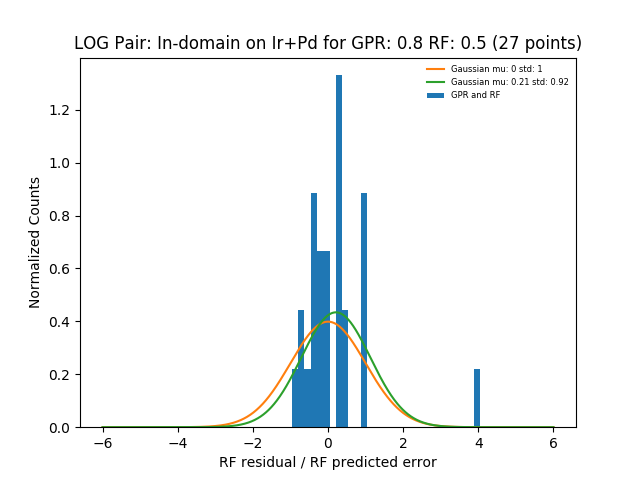 LOG Pair: In-domain on Ir+Pd for GPR: 0.8 RF: 0.5 (27 points)
Gaussian mu: 0 std: 1
Gaussian mu: 0.21 std: 0.92
GPR and RF
Normalized Counts
1.2
1.0
0.8
0.6
0.4
0.2
0.0
−6 −4 −2 0 2 4 6
RF residual / RF predicted error